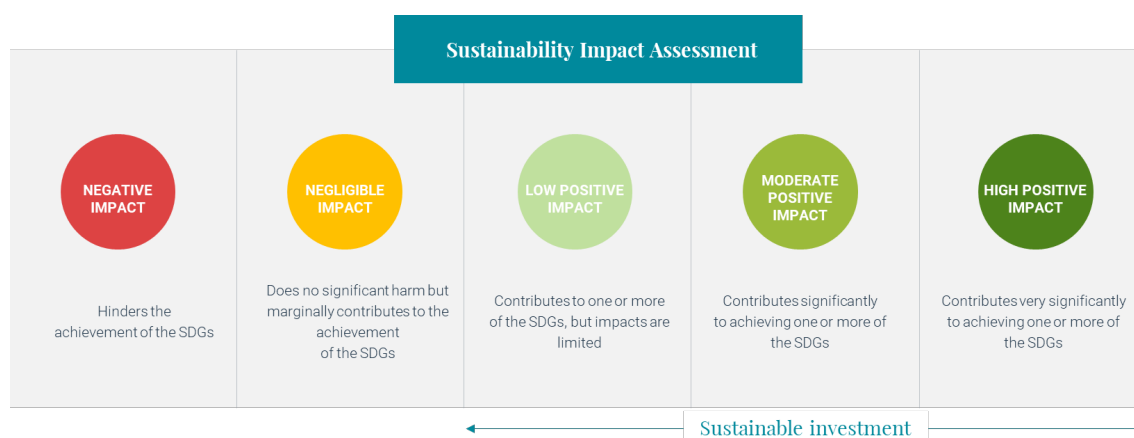 Sustainability Impact Assessment
NEGATIVE
IMPACT
Hinders the
achievement of the SDGs
NEGLIGIBLE
IMPACT
Does no significant harm but
marginally contributes to the
achievement
of the SDGs
LOW POSITIVE
IMPACT
Contributes to one or more
of the SDGs, but impacts are
limited
MODERATE
POSITIVE
IMPACT
Contributes significantly
to achieving one or more of
the SDGs
HIGH POSITIVE
IMPACT
Contributes very significantly
to achieving one or more of
the SDGs
Sustainable investment